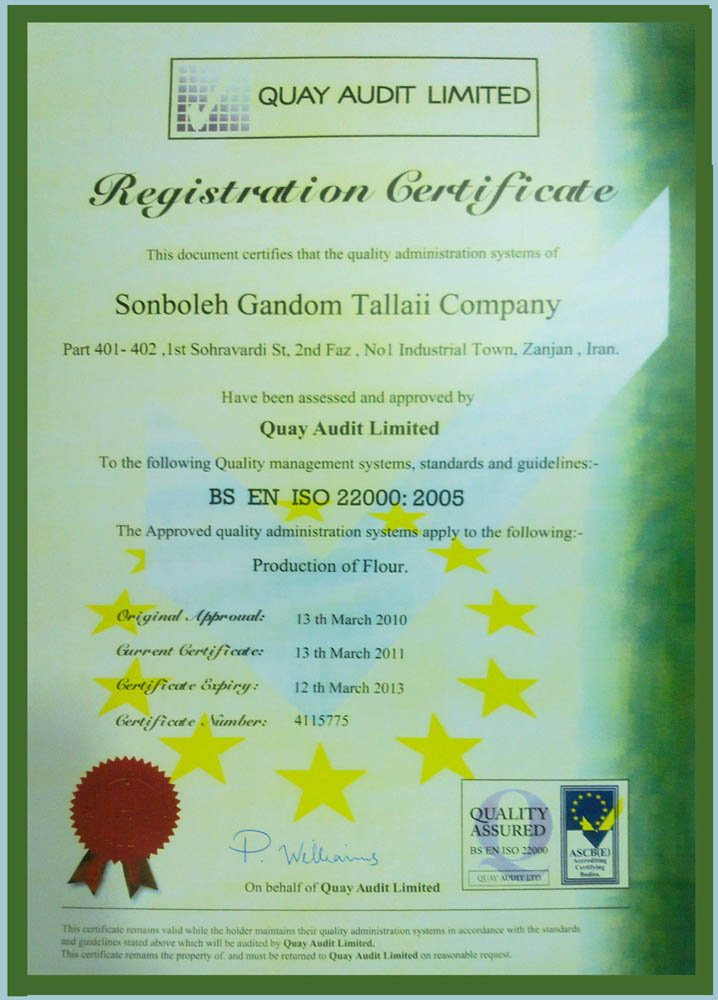 QUAY AUDIT LIMITED
Registration Certificate
This document certifies that the quality administration systems of
Sonboleh Gandom Tallaii Company
Part 401- 402 ,1st Sohravardi St, 2nd Faz , No1 Industrial Town, Zanjan , Iran.
Have been assessed and approved by
Quay Audit Limited
To the following Quality management systems, standards and guidelines:-
BS EN ISO 22000: 2005
The Approved quality administration systems apply to the following:-
Production of Flour.
Original Approval: 13 th March 2010
Current Certificate: 13 th March 2011
Certificate Expiry: 12 th March 2013
Certificate Number: 4115775
P. Williams
On behalf of Quay Audit Limited
QUALITY
ASSURED
BS EN ISO 22000
QUAY AUDIT LTD
ASCB(E)
Accrediting
Certifying
Bodies.
This certificate remains valid while the holder maintains their quality administration systems in accordance with the standards
and guidelines stated above which will be audited by Quay Audit Limited.
This certificate remains the property of, and must be returned to Quay Audit Limited on reasonable request.